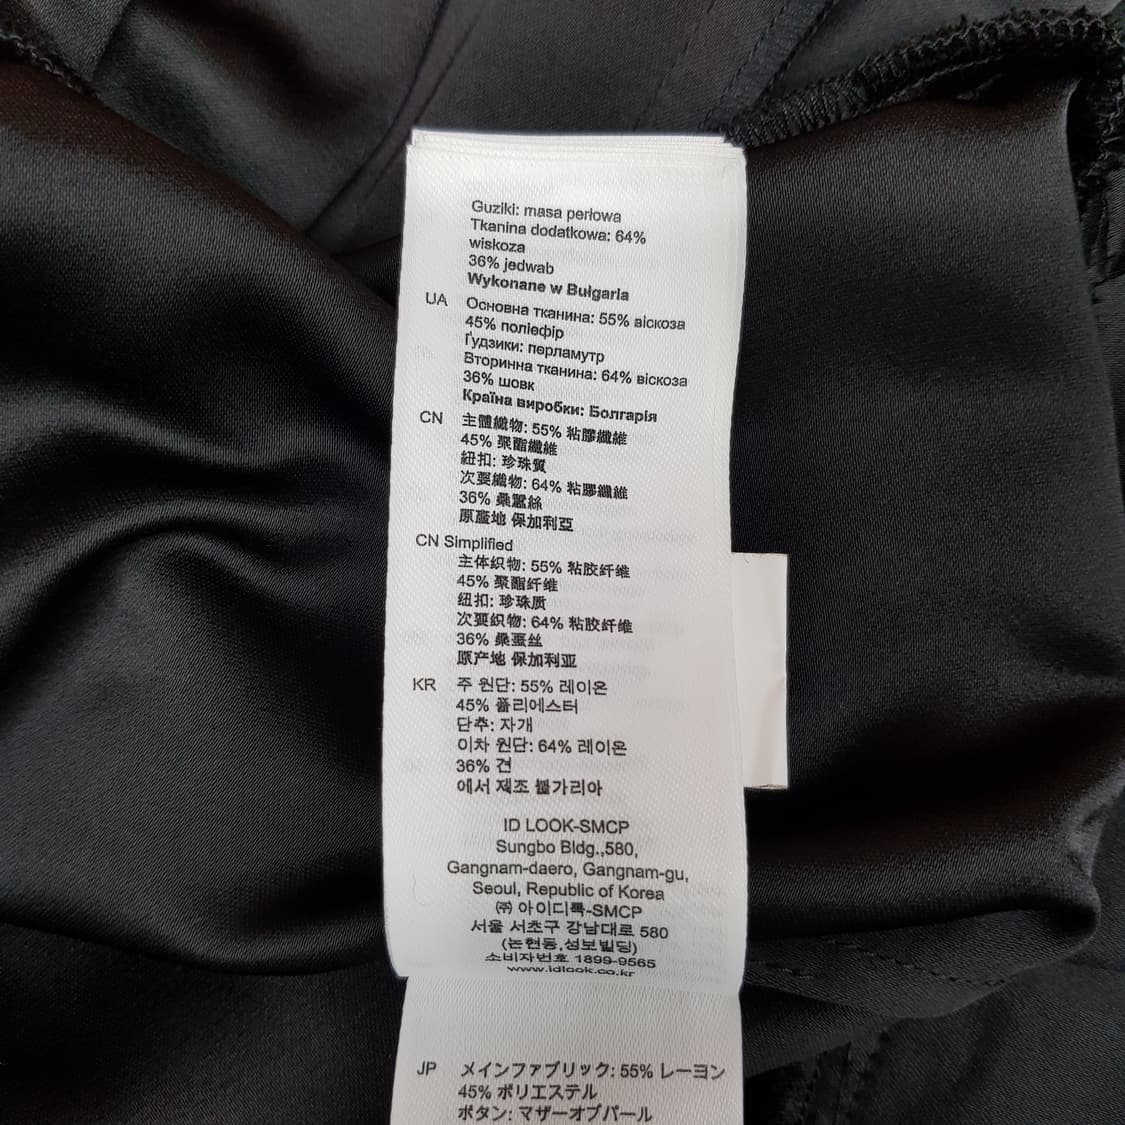 Guziki: masa perłowa
Tkanina dodatkowa: 64%
wiskoza
36% jedwab
Wykonane w Bułgaria
UA Основна тканина: 55% віскоза
45% поліефір
Ґудзики: перламутр
Вторинна тканина: 64% віскоза
36% шовк
Країна виробки: Болгарія
CN 主體織物: 55% 粘膠纖維
45% 聚酯纖維
紐扣: 珍珠質
次要織物: 64% 粘膠纖維
36% 桑蠶絲
原產地 保加利亞
CN Simplified
主体织物: 55% 粘胶纤维
45% 聚酯纤维
纽扣: 珍珠质
次要织物: 64% 粘胶纤维
36% 桑蚕丝
原产地 保加利亚
KR 주 원단: 55% 레이온
45% 폴리에스터
단추: 자개
이차 원단: 64% 레이온
36% 견
에서 제조 불가리아
ID LOOK-SMCP
Sungbo Bldg.,580,
Gangnam-daero, Gangnam-gu,
Seoul, Republic of Korea
㈜ 아이디룩-SMCP
서울 서초구 강남대로 580
(논현동,성보빌딩)
소비자번호 1899-9565
www.idlook.co.kr
JP メインファブリック: 55% レーヨン
45% ポリエステル
ボタン: マザーオブパール